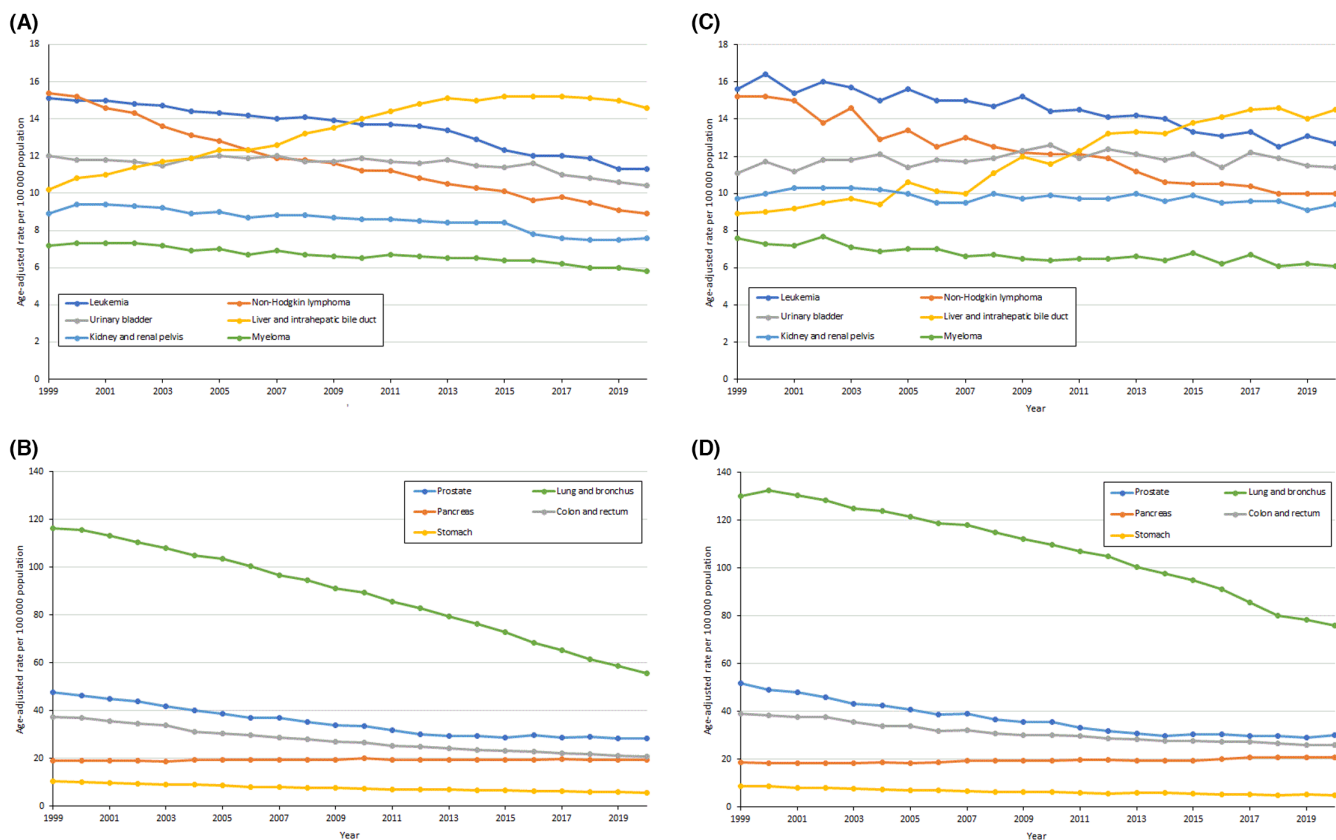 (A)
Age-adjusted rate per 100 000 population
18
16
14
12
10
8
6
4
2
0
Leukemia
Non-Hodgkin lymphoma
Urinary bladder
Liver and intrahepatic bile duct
Kidney and renal pelvis
Myeloma
1999 2001 2003 2005 2007 2009 2011 2013 2015 2017 2019
(C)
Age-adjusted rate per 100 000 population
18
16
14
12
10
8
6
4
2
0
Leukemia
Non-Hodgkin lymphoma
Urinary bladder
Liver and intrahepatic bile duct
Kidney and renal pelvis
Myeloma
1999 2001 2003 2005 2007 2009 2011 2013 2015 2017 2019
Year
(B)
Age-adjusted rate per 100 000 population
140
120
100
80
60
40
20
0
Prostate
Lung and bronchus
Pancreas
Colon and rectum
Stomach
1999 2001 2003 2005 2007 2009 2011 2013 2015 2017 2019
Year
(D)
Age-adjusted rate per 100 000 population
140
120
100
80
60
40
20
0
Prostate
Lung and bronchus
Pancreas
Colon and rectum
Stomach
1999 2001 2003 2005 2007 2009 2011 2013 2015 2017 2019
Year